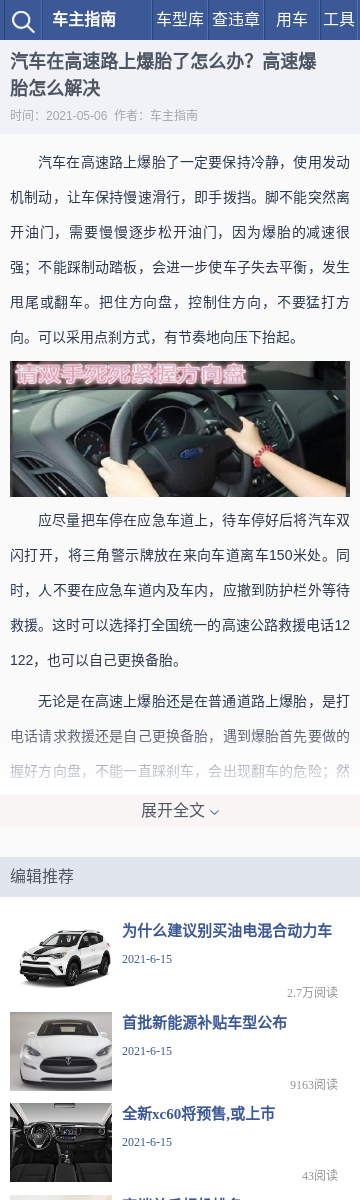 车主指南 车型库 查违章 用车 工具
汽车在高速路上爆胎了怎么办？高速爆
胎怎么解决
时间：2021-05-06 作者：车主指南
汽车在高速路上爆胎了一定要保持冷静，使用发动
机制动，让车保持慢速滑行，即手拨挡。脚不能突然离
开油门，需要慢慢逐步松开油门，因为爆胎的减速很
强；不能踩制动踏板，会进一步使车子失去平衡，发生
甩尾或翻车。把住方向盘，控制住方向，不要猛打方
向。可以采用点刹方式，有节奏地向压下抬起。
请双手死死紧握方向盘
应尽量把车停在应急车道上，待车停好后将汽车双
闪打开，将三角警示牌放在来向车道离车150米处。同
时，人不要在应急车道内及车内，应撤到防护栏外等待
救援。这时可以选择打全国统一的高速公路救援电话12
122，也可以自己更换备胎。
无论是在高速上爆胎还是在普通道路上爆胎，是打
电话请求救援还是自己更换备胎，遇到爆胎首先要做的
握好方向盘，不能一直踩刹车，会出现翻车的危险；然
展开全文
编辑推荐
为什么建议别买油电混合动力车
2021-6-15
2.7万阅读
首批新能源补贴车型公布
2021-6-15
9163阅读
全新xc60将预售,或上市
2021-6-15
43阅读